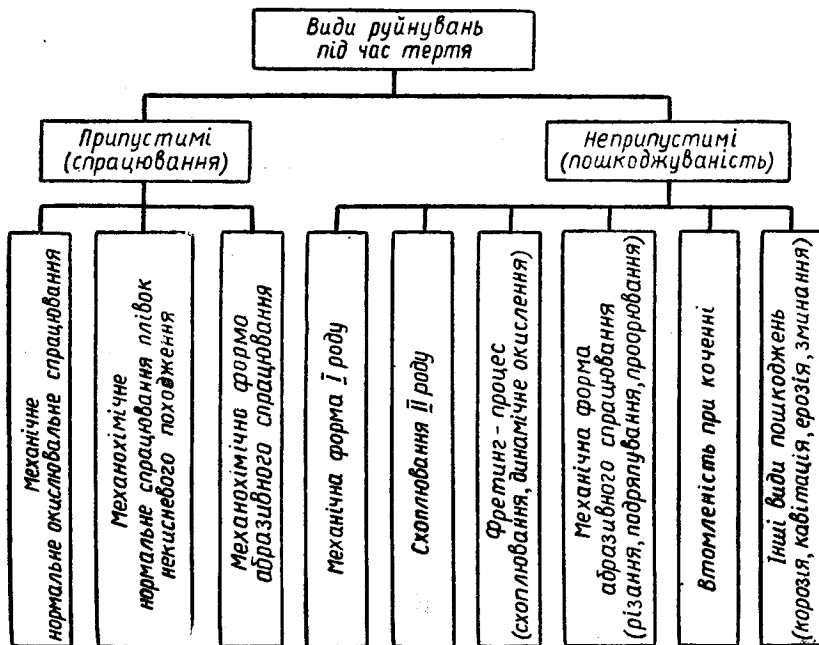 Види руйнувань
під час тертя
Припустимі
(спрацювання)
Неприпустимі
(пошкоджуваність)
Механічне
нормальне окислювальне спрацювання
Механохімічне
нормальне спрацювання плівок
некисневого походження
Механохімічна форма
абразивного спрацювання
Механічна форма I роду
Схоплювання II роду
Фретинг-процес
(схоплювання, динамічне окислення)
Механічна форма
абразивного спрацювання
(різання, подряпування, проорювання)
Втомленість при коченні
Інші види пошкоджень
(корозія, кавітація, ерозія, зминання)